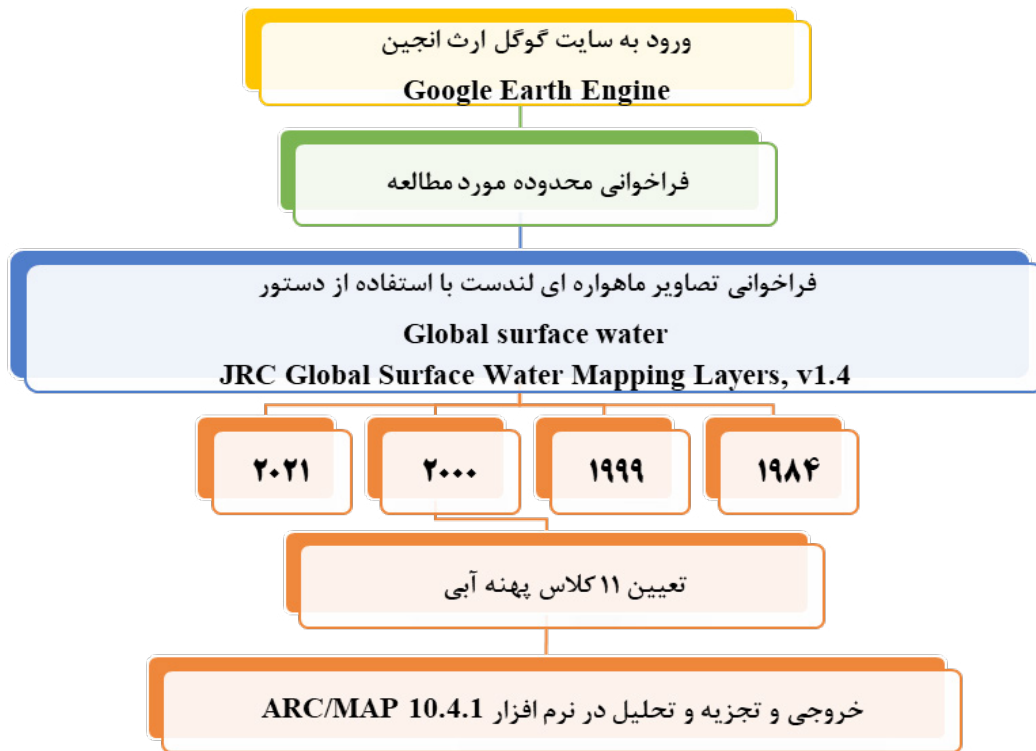 ورود به سایت گوگل ارث انجین
Google Earth Engine
فراخوانی محدوده مورد مطالعه
فراخوانی تصاویر ماهواره ای لندست با استفاده از دستور
Global surface water
JRC Global Surface Water Mapping Layers, v1.4
۱۹۸۴
۱۹۹۹
۲۰۰۰
۲۰۲۱
تعیین ۱۱ کلاس پهنه آبی
خروجی و تجزیه و تحلیل در نرم افزار ARC/MAP 10.4.1